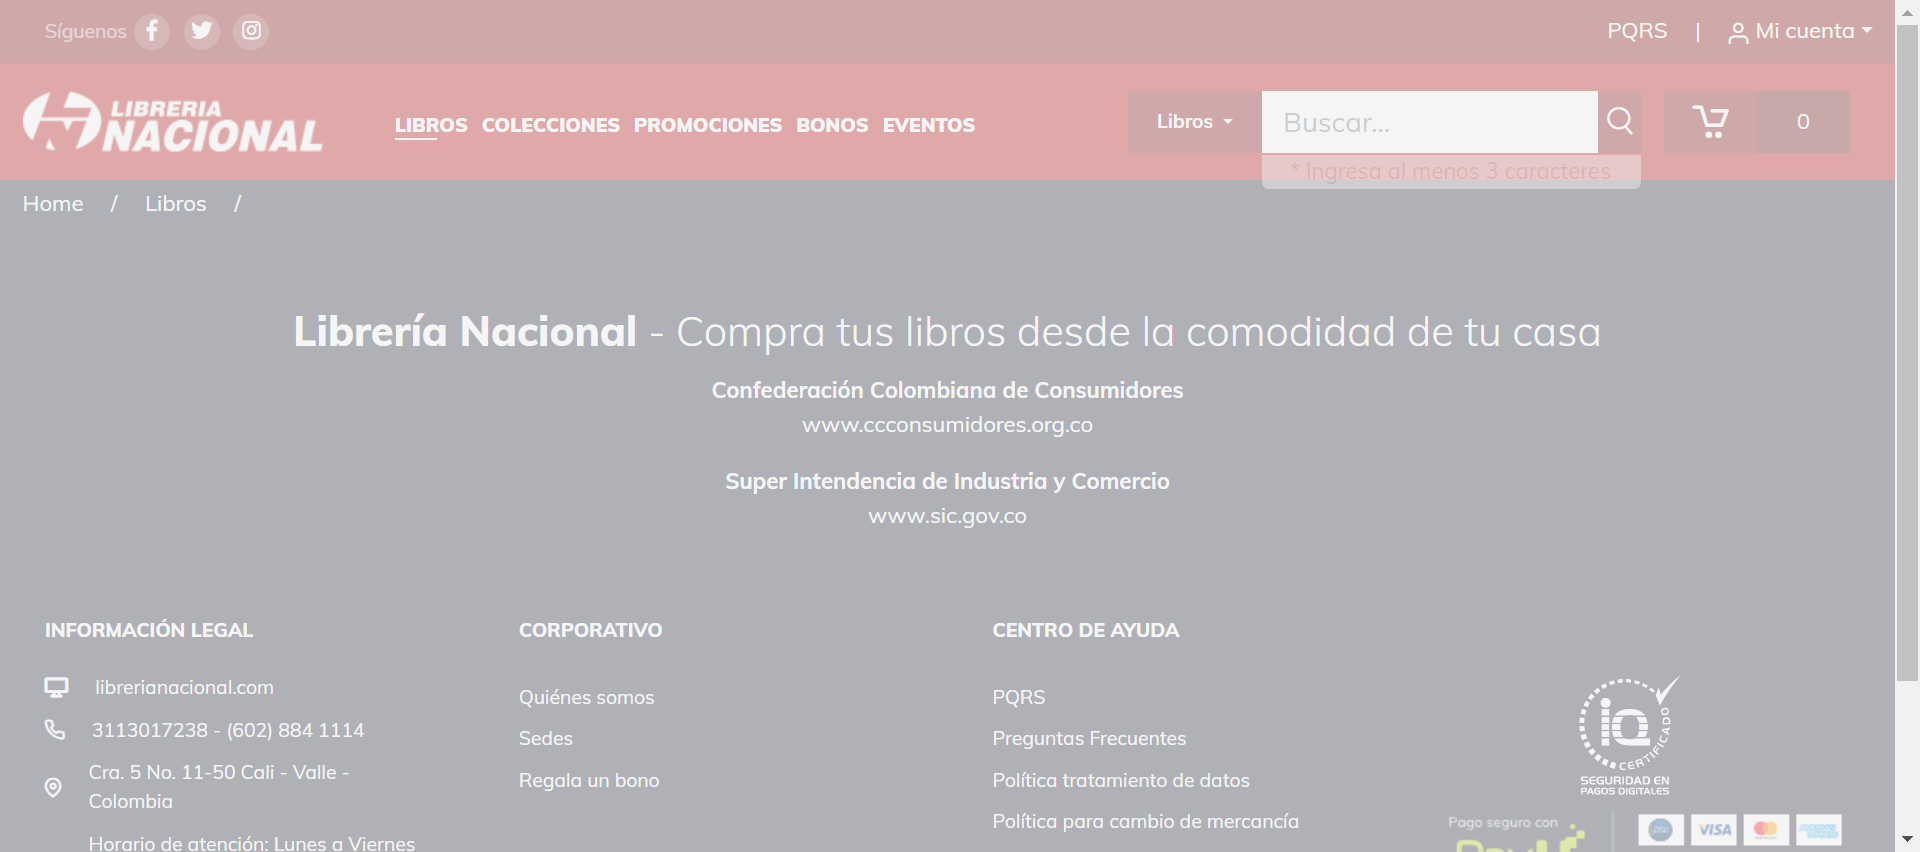 Síguenos
PQRS | Mi cuenta
LIBRERIA
NACIONAL
LIBROS COLECCIONES PROMOCIONES BONOS EVENTOS
Libros
Buscar...
0
* Ingresa al menos 3 caracteres
Home / Libros /
Librería Nacional - Compra tus libros desde la comodidad de tu casa
Confederación Colombiana de Consumidores
www.ccconsumidores.org.co
Super Intendencia de Industria y Comercio
www.sic.gov.co
INFORMACIÓN LEGAL
librerianacional.com
3113017238 - (602) 884 1114
Cra. 5 No. 11-50 Cali - Valle -
Colombia
Horario de atención: Lunes a Viernes
CORPORATIVO
Quiénes somos
Sedes
Regala un bono
CENTRO DE AYUDA
PQRS
Preguntas Frecuentes
Política tratamiento de datos
Política para cambio de mercancía
iQ
CERTIFICADO
SEGURIDAD EN
PAGOS DIGITALES
Pago seguro con
PayU
VISA